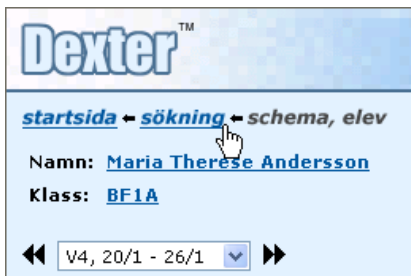 Dexter™
startsida ← sökning ← schema, elev
Namn: Maria Therese Andersson
Klass: BF1A
V4, 20/1 - 26/1